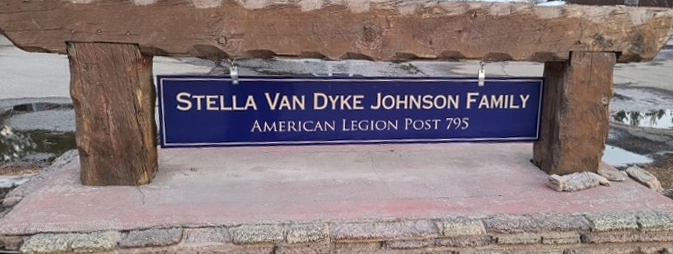 Stella Van Dyke Johnson Family
American Legion Post 795